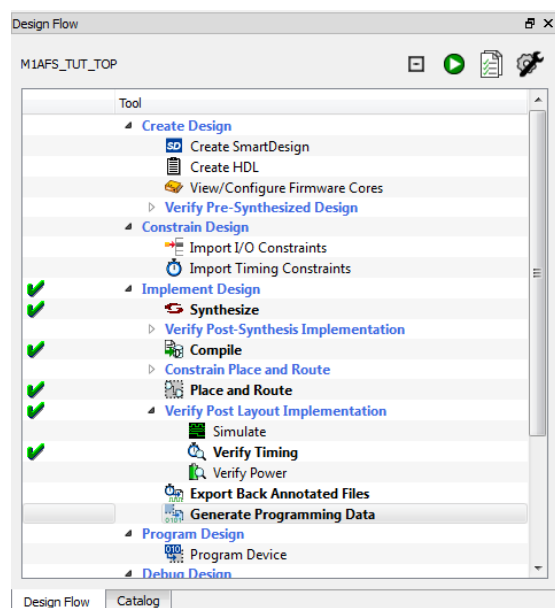 Design Flow
M1AFS_TUT_TOP
Tool
Create Design
SD Create SmartDesign
Create HDL
View/Configure Firmware Cores
Verify Pre-Synthesized Design
Constrain Design
Import I/O Constraints
Import Timing Constraints
Implement Design
Synthesize
Verify Post-Synthesis Implementation
Compile
Constrain Place and Route
Place and Route
Verify Post Layout Implementation
Simulate
Verify Timing
Verify Power
Export Back Annotated Files
Generate Programming Data
Program Design
Program Device
Debug Design
Design Flow Catalog